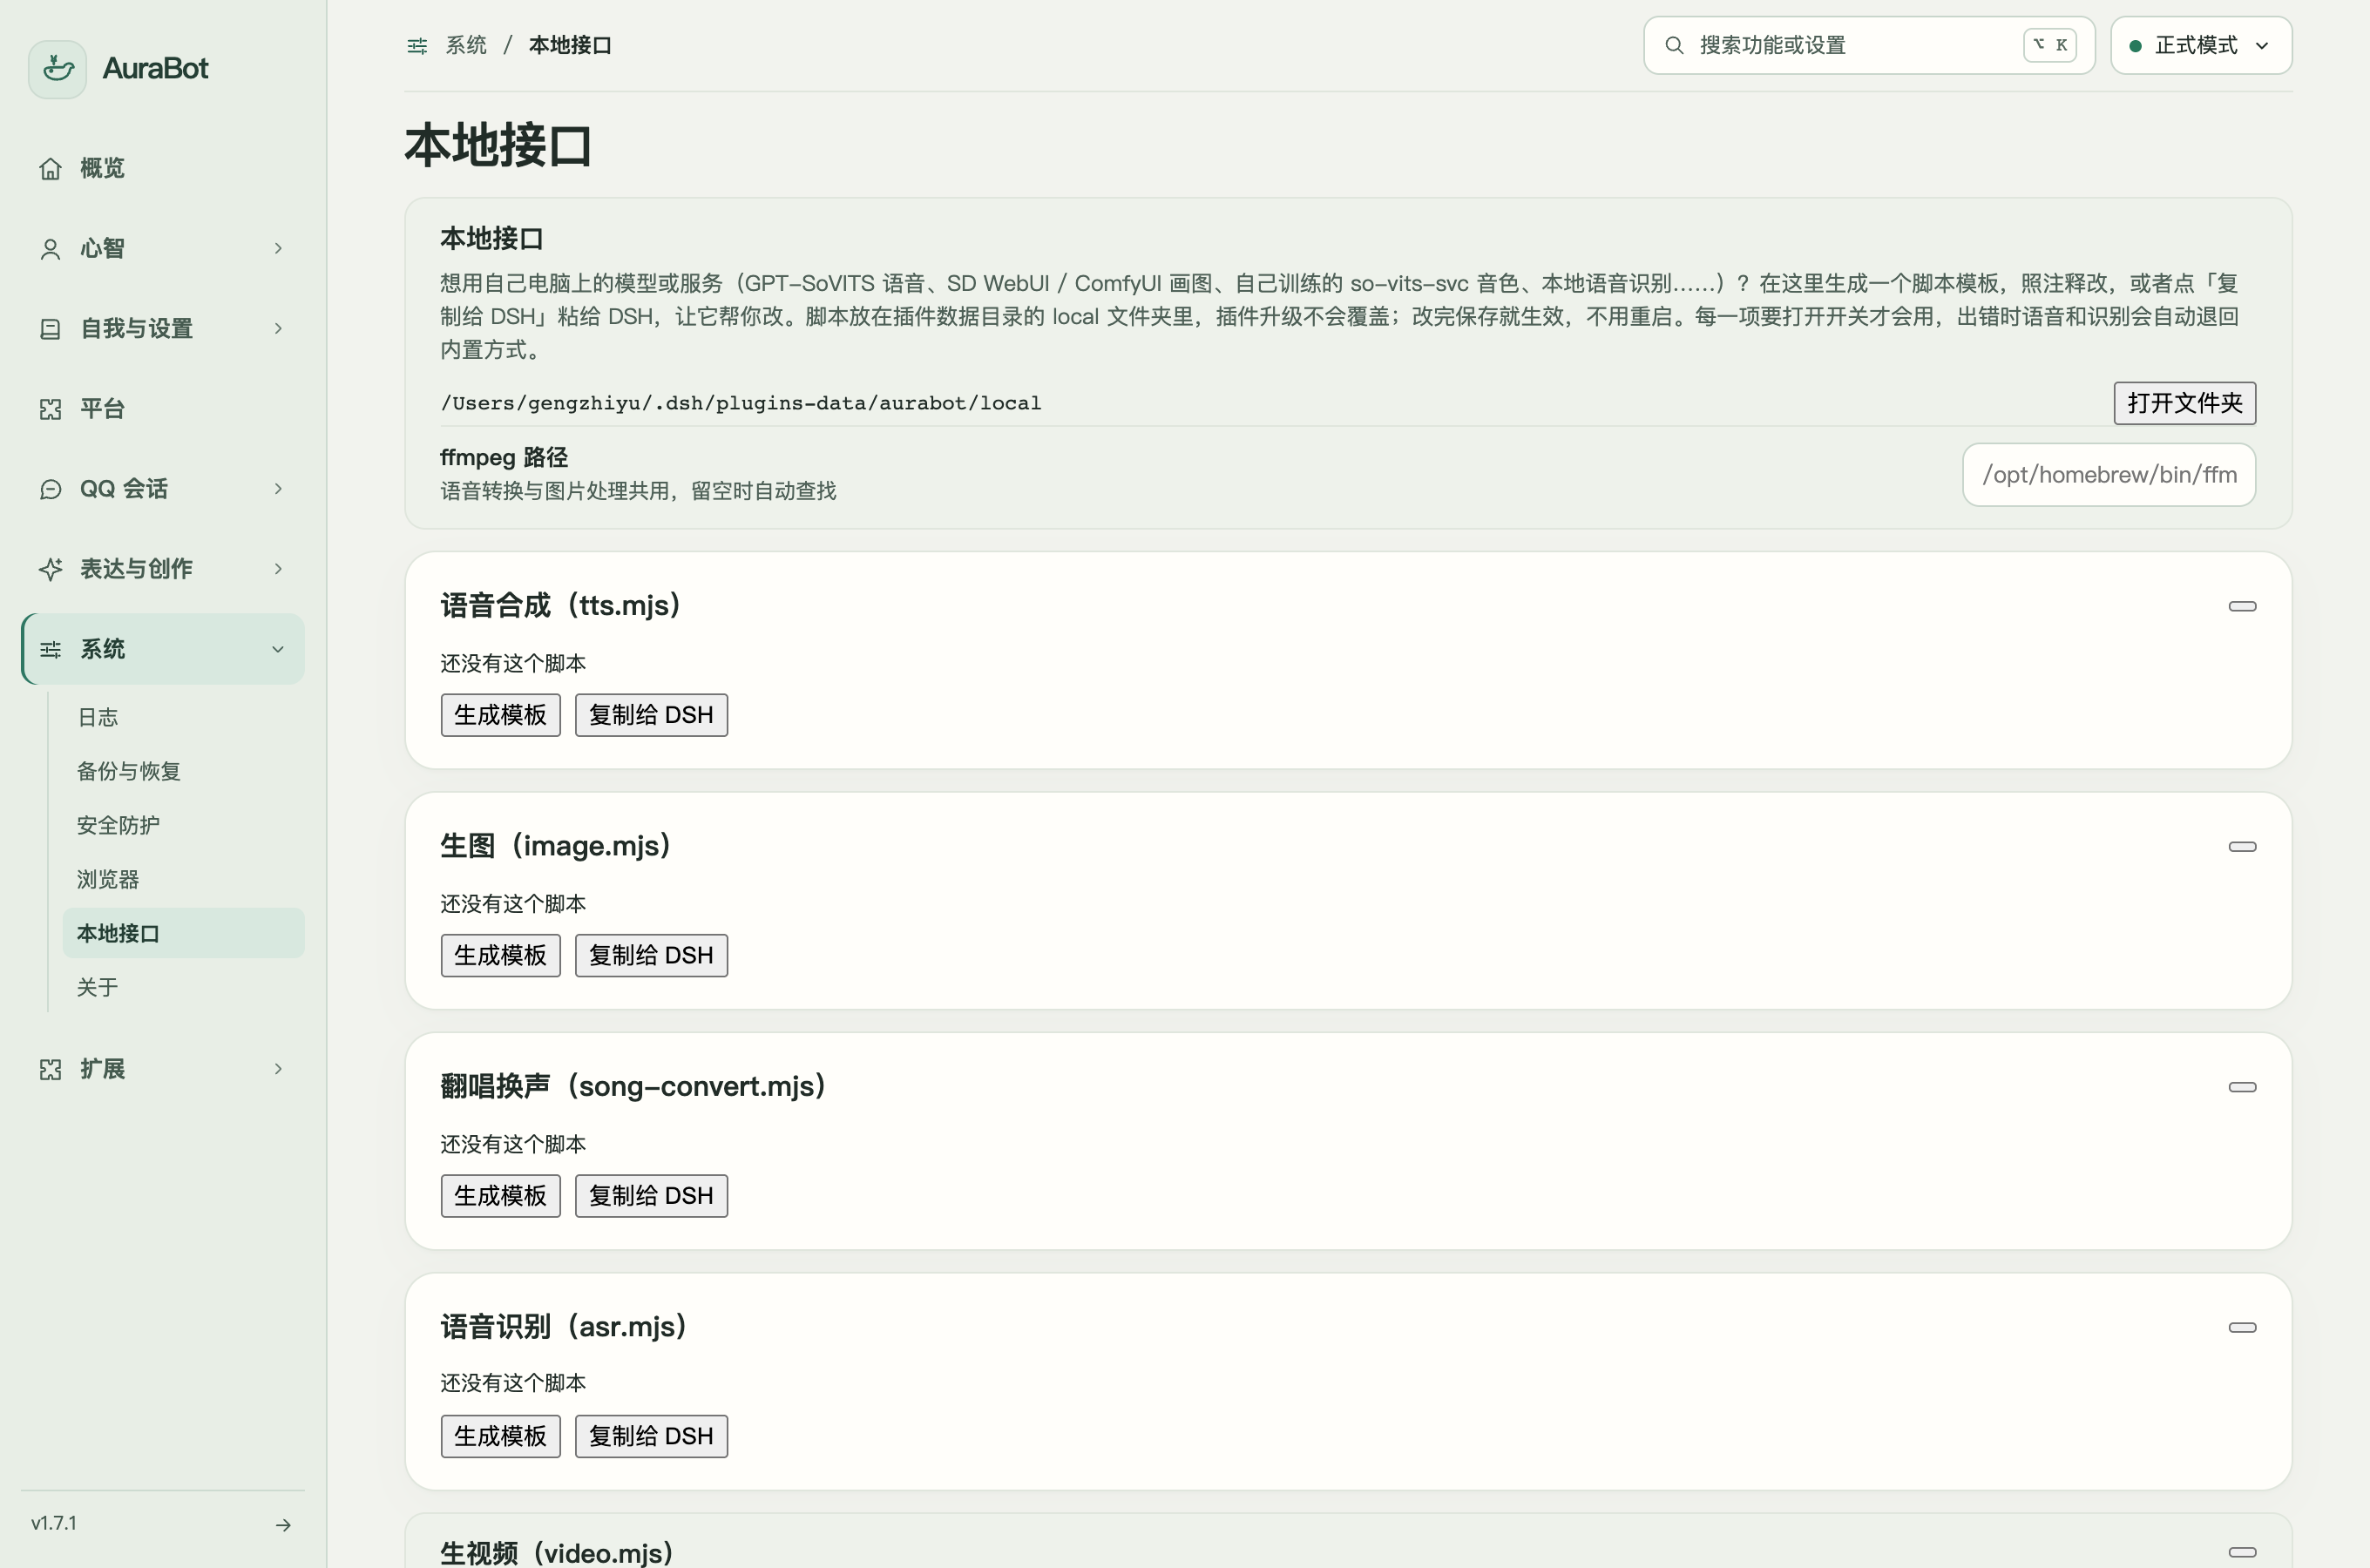 AuraBot
概览
心智
自我与设置
平台
QQ 会话
表达与创作
系统
日志
备份与恢复
安全防护
浏览器
本地接口
关于
扩展
v1.7.1
系统 / 本地接口
搜索功能或设置
⌥ K
正式模式
本地接口
本地接口
想用自己电脑上的模型或服务（GPT-SoVITS 语音、SD WebUI / ComfyUI 画图、自己训练的 so-vits-svc 音色、本地语音识别……）？在这里生成一个脚本模板，照注释改，或者点「复
制给 DSH」粘给 DSH，让它帮你改。脚本放在插件数据目录的 local 文件夹里，插件升级不会覆盖；改完保存就生效，不用重启。每一项要打开开关才会用，出错时语音和识别会自动退回
内置方式。
/Users/gengzhiyu/.dsh/plugins-data/aurabot/local
打开文件夹
ffmpeg 路径
语音转换与图片处理共用，留空时自动查找
/opt/homebrew/bin/ffm
语音合成（tts.mjs）
还没有这个脚本
生成模板 复制给 DSH
生图（image.mjs）
还没有这个脚本
生成模板 复制给 DSH
翻唱换声（song-convert.mjs）
还没有这个脚本
生成模板 复制给 DSH
语音识别（asr.mjs）
还没有这个脚本
生成模板 复制给 DSH
生视频（video.mjs）